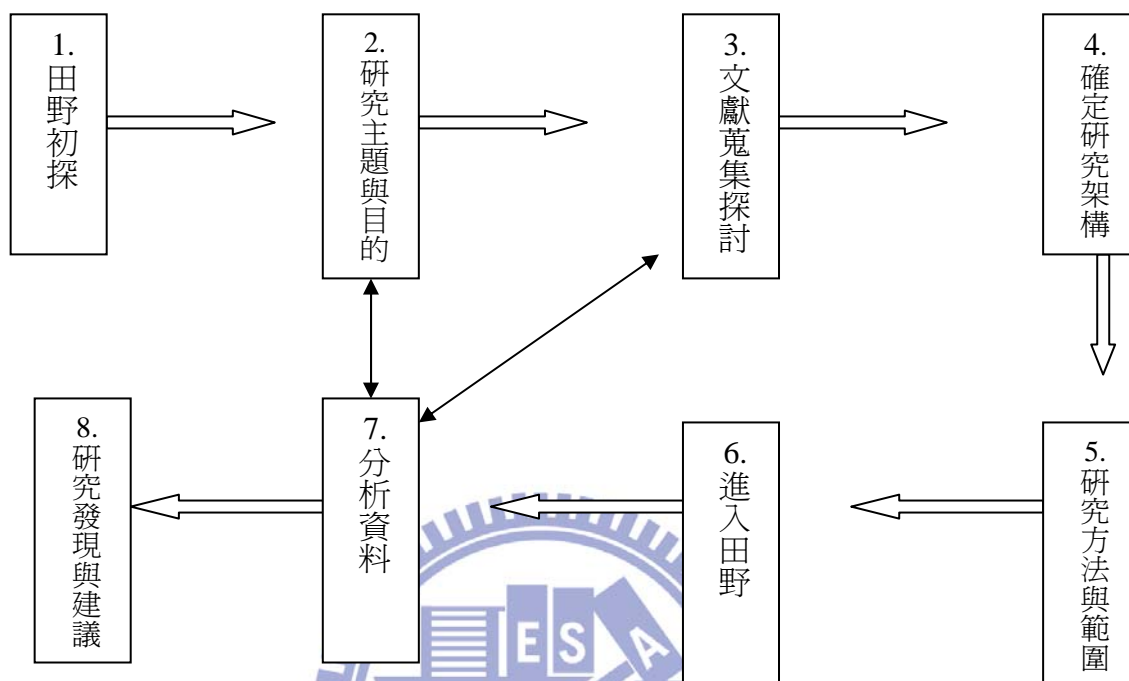 1.
田野初探
2.
研究主題與目的
3.
文獻蒐集探討
4.
確定研究架構
5.
研究方法與範圍
6.
進入田野
7.
分析資料
8.
研究發現與建議
ESA